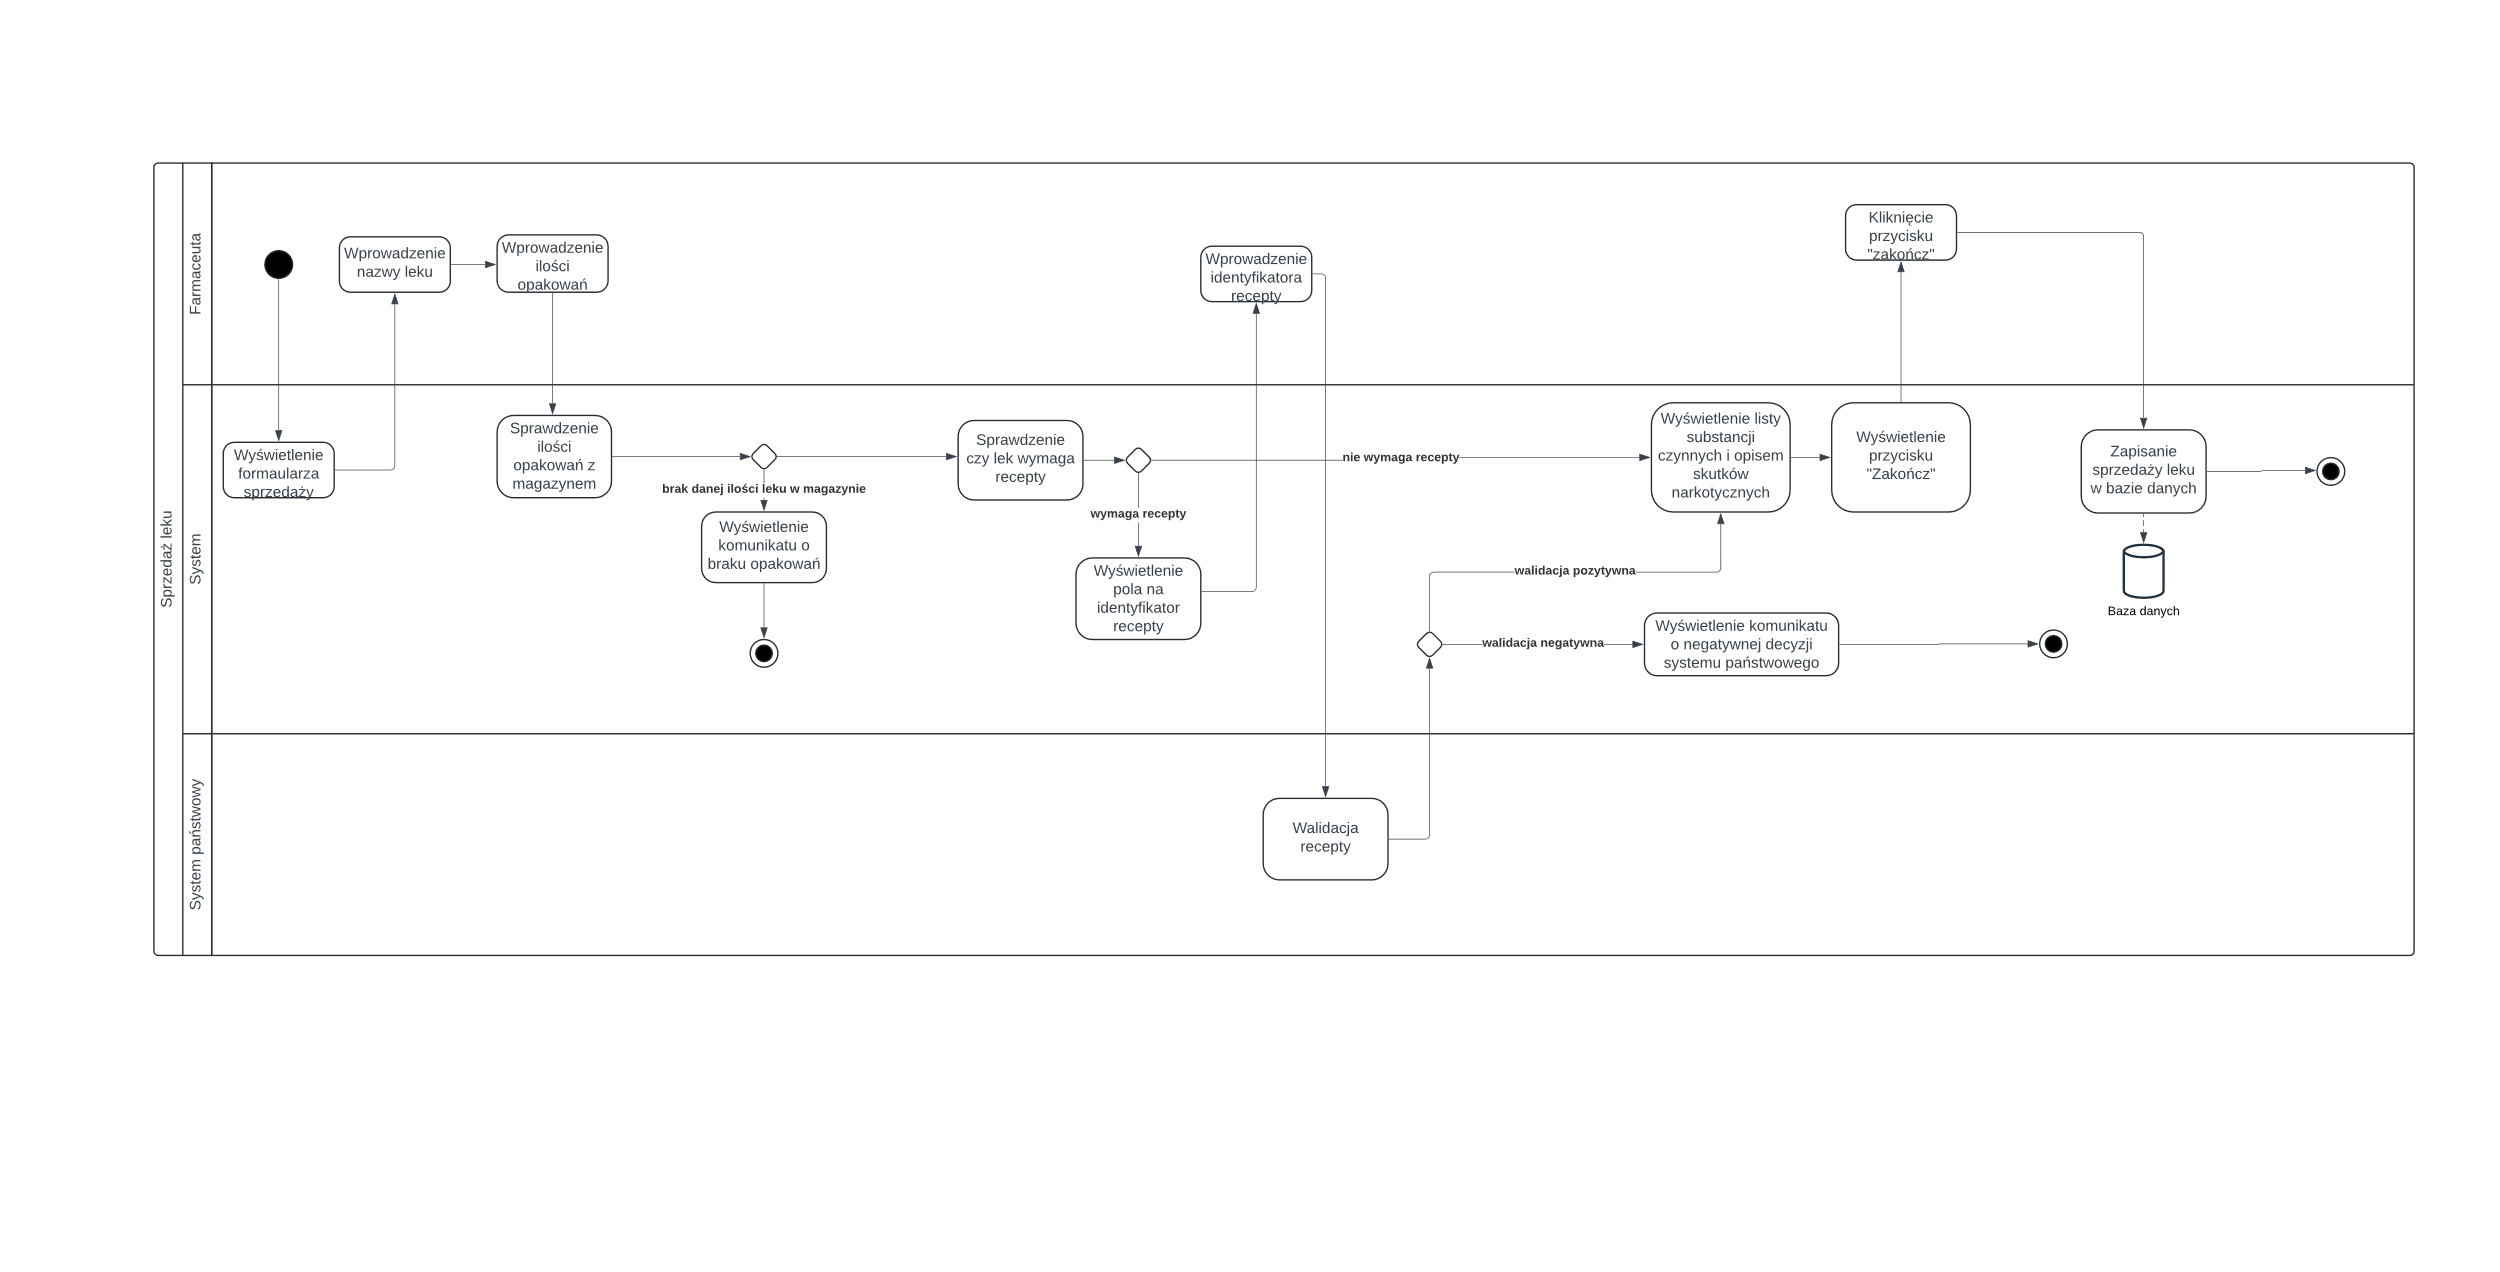 Sprzedaż leku
Farmaceuta
Wprowadzenie
nazwy leku
Wprowadzenie
ilości
opakowań
Wprowadzenie
identyfikatora
recepty
Kliknięcie
przycisku
"zakończ"
System
Wyświetlenie
formaularza
sprzedaży
Sprawdzenie
ilości
opakowań z
magazynem
brak danej ilości leku w magazynie
Wyświetlenie
komunikatu o
braku opakowań
Sprawdzenie
czy lek wymaga
recepty
wymaga recepty
Wyświetlenie
pola na
identyfikator
recepty
nie wymaga recepty
walidacja pozytywna
walidacja negatywna
Wyświetlenie listy
substancji
czynnych i opisem
skutków
narkotycznych
Wyświetlenie
przycisku
"Zakończ"
Wyświetlenie komunikatu
o negatywnej decyzji
systemu państwowego
Zapisanie
sprzedaży leku
w bazie danych
Baza danych
System państwowy
Walidacja
recepty